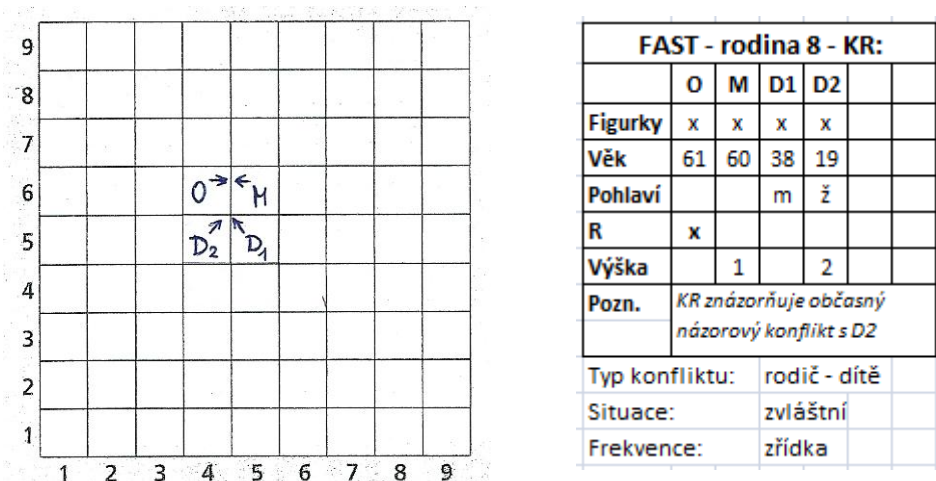 9
8
7
6 O M
5 D2 D1
4
3
2
1
1 2 3 4 5 6 7 8 9
FAST - rodina 8 - KR:
O M D1 D2
Figurky x x x x
Věk 61 60 38 19
Pohlaví m ž
R x
Výška 1 2
Pozn. KR znázorňuje občasný
názorový konflikt s D2
Typ konfliktu: rodič - dítě
Situace: zvláštní
Frekvence: zřídka